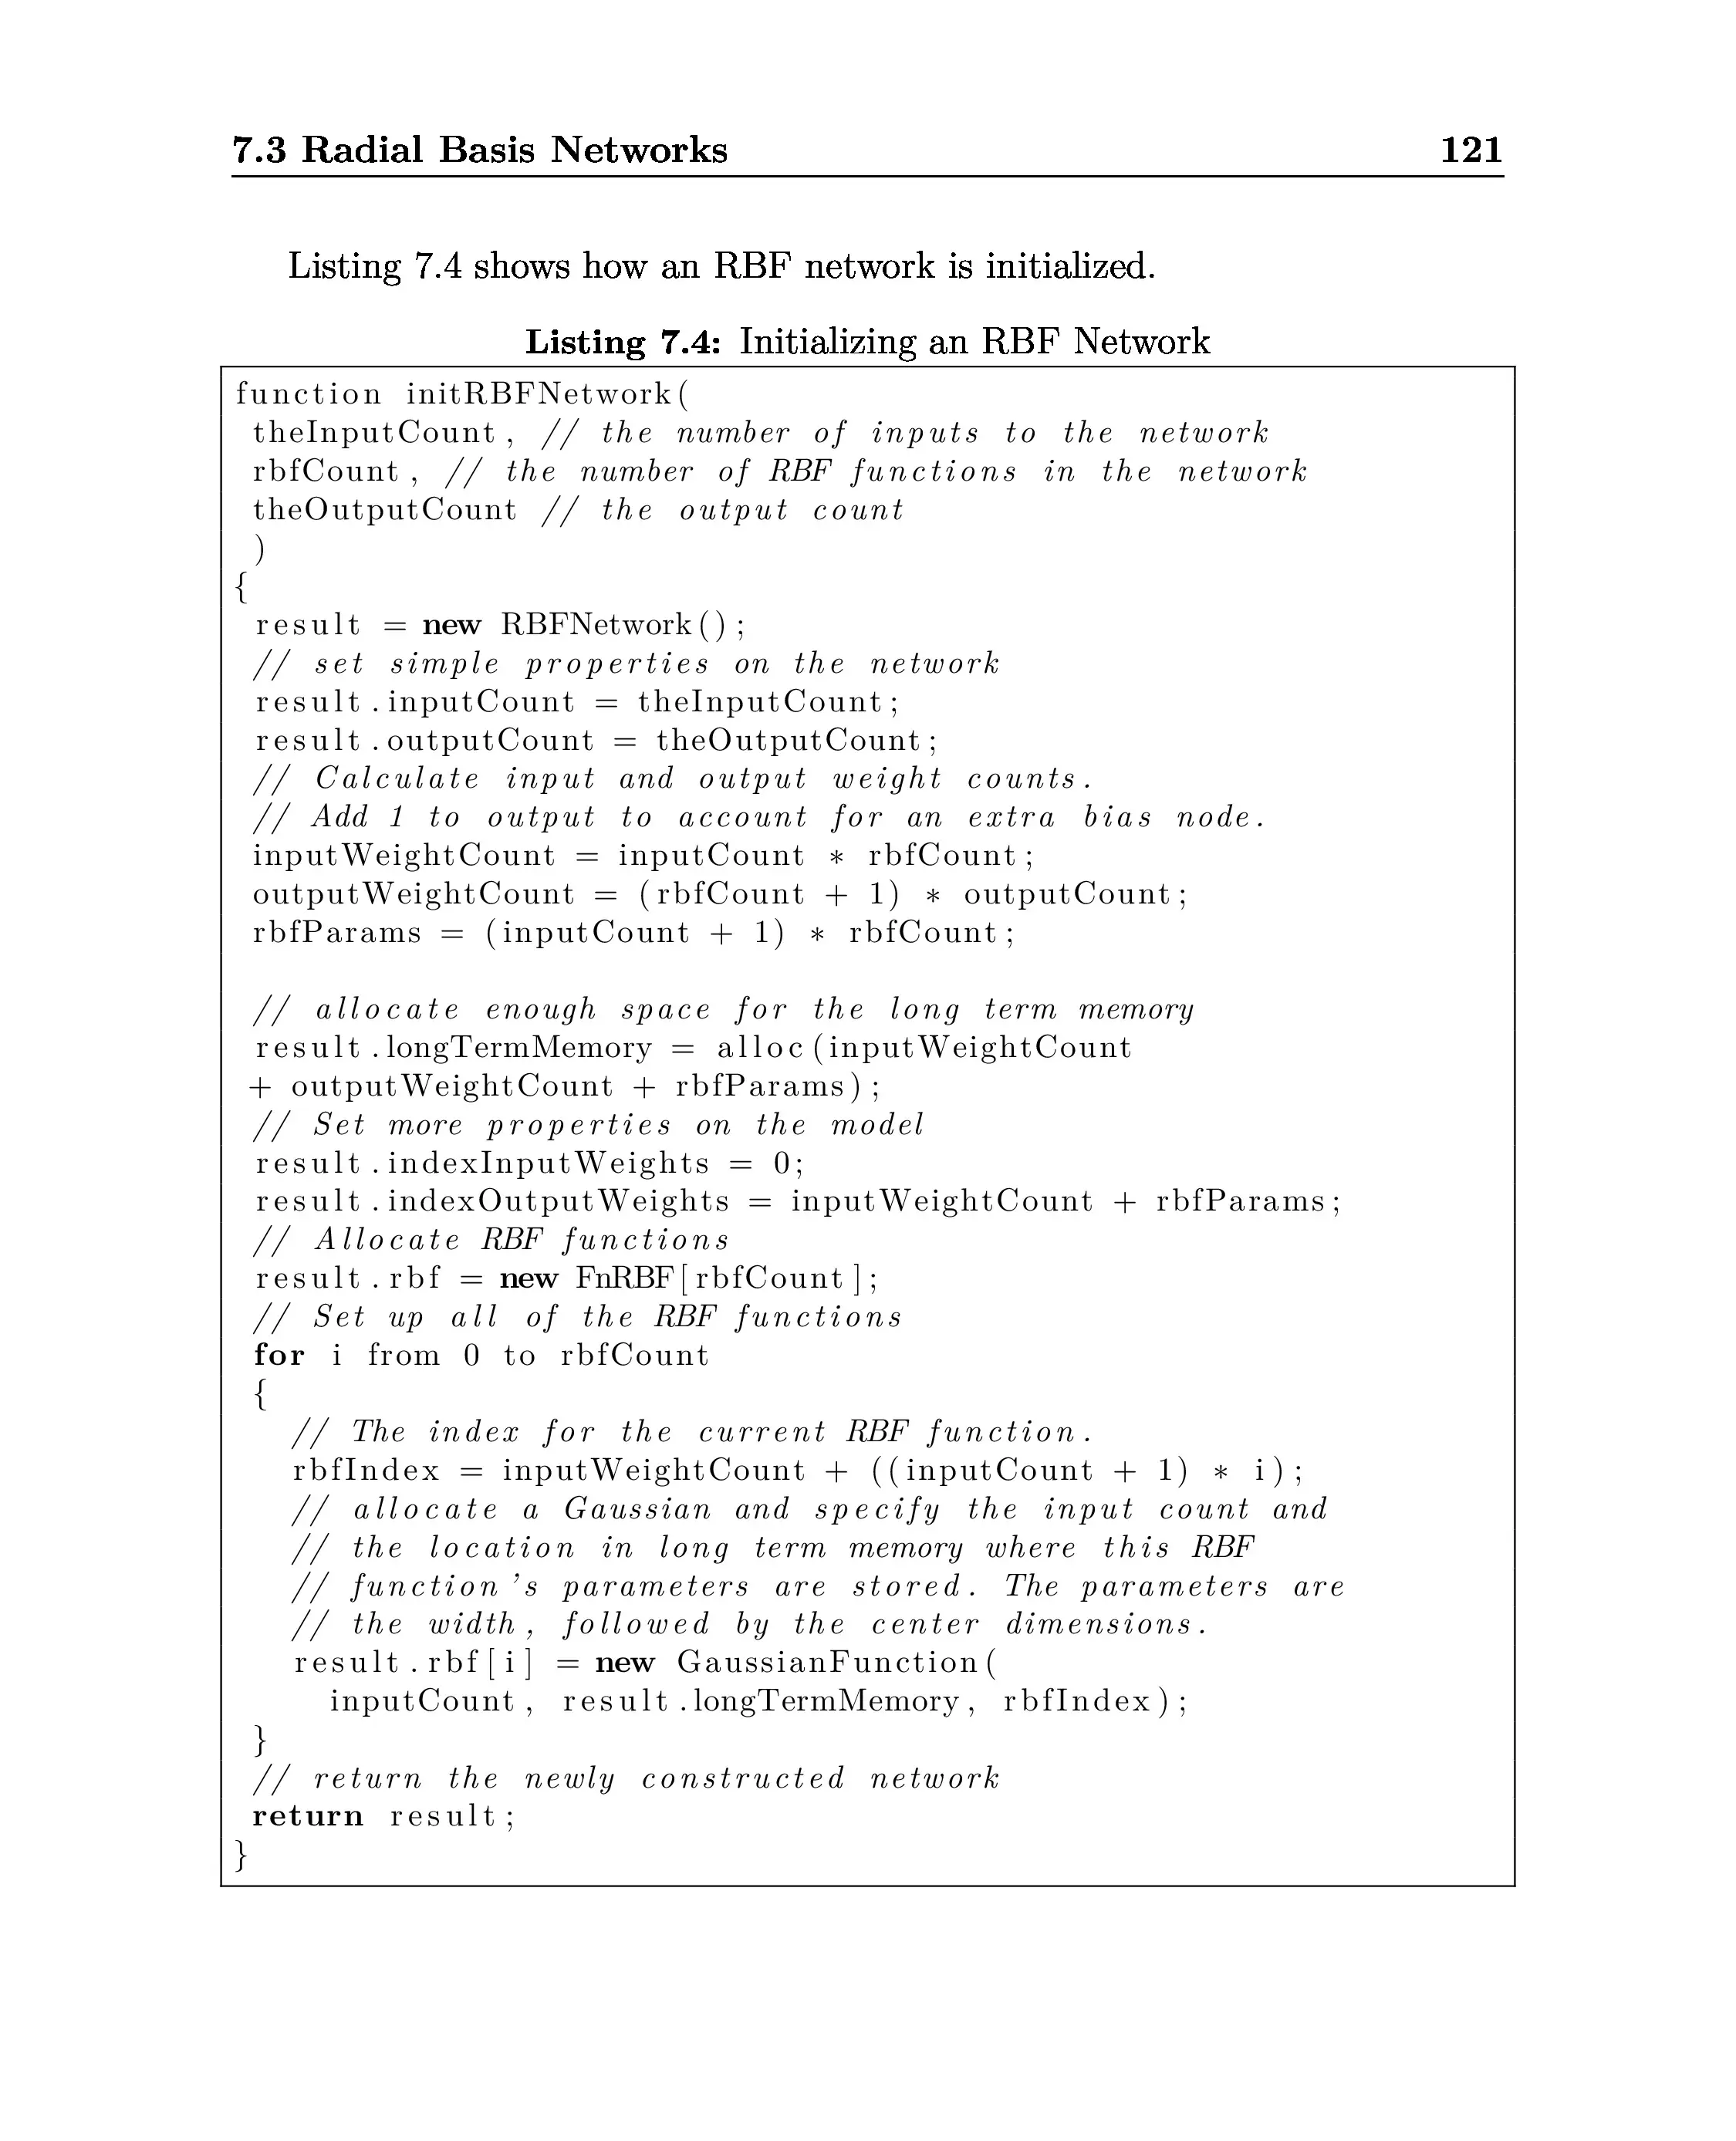 7.3 Radial Basis Networks 121
Listing 7.4 shows how an RBF network is initialized.
Listing 7.4: Initializing an RBF Network
function initRBFNetwork(
theInputCount, // the number of inputs to the network
rbfCount, // the number of RBF functions in the network
theOutputCount // the output count
)
{
result = new RBFNetwork();
// set simple properties on the network
result.inputCount = theInputCount;
result.outputCount = theOutputCount;
// Calculate input and output weight counts.
// Add 1 to output to account for an extra bias node.
inputWeightCount = inputCount * rbfCount;
outputWeightCount = (rbfCount + 1) * outputCount;
rbfParams = (inputCount + 1) * rbfCount;
// allocate enough space for the long term memory
result.longTermMemory = alloc(inputWeightCount
+ outputWeightCount + rbfParams);
// Set more properties on the model
result.indexInputWeights = 0;
result.indexOutputWeights = inputWeightCount + rbfParams;
// Allocate RBF functions
result.rbf = new FnRBF[rbfCount];
// Set up all of the RBF functions
for i from 0 to rbfCount
{
// The index for the current RBF function.
rbfIndex = inputWeightCount + ((inputCount + 1) * i);
// allocate a Gaussian and specify the input count and
// the location in long term memory where this RBF
// function's parameters are stored. The parameters are
// the width, followed by the center dimensions.
result.rbf[i] = new GaussianFunction(
inputCount, result.longTermMemory, rbfIndex);
}
// return the newly constructed network
return result;
}